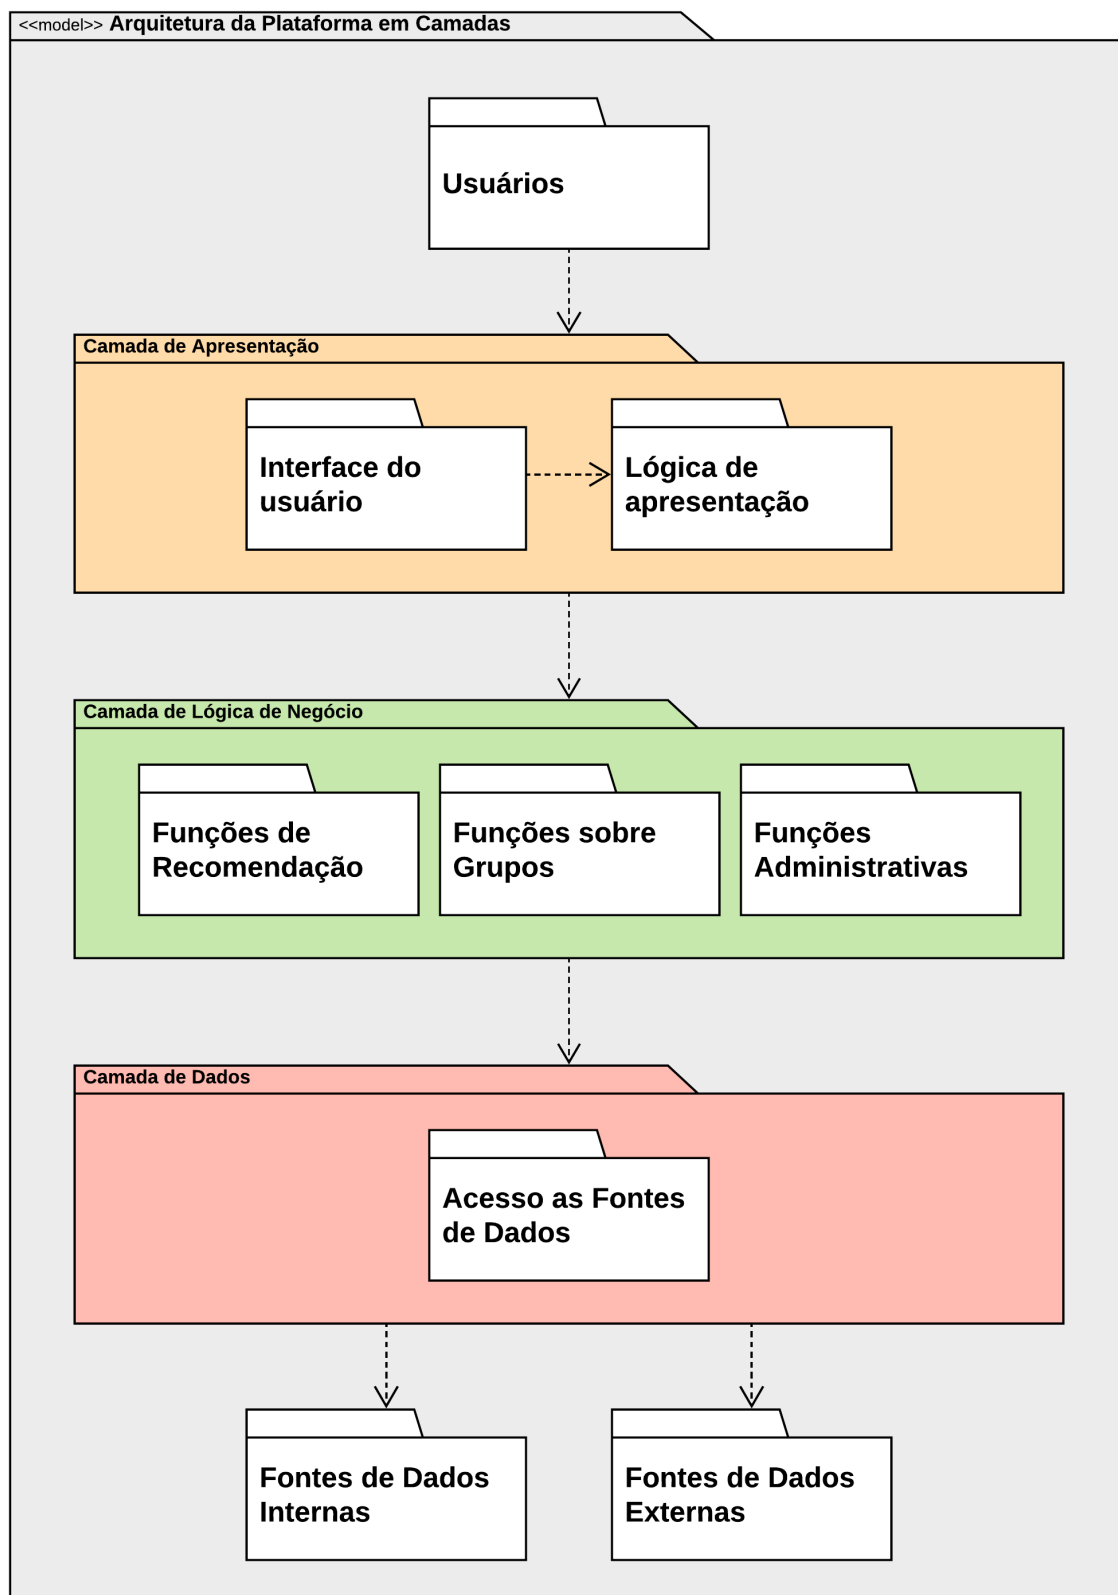 <<model>> Arquitetura da Plataforma em Camadas
Usuários
Camada de Apresentação
Interface do
usuário
Lógica de
apresentação
Camada de Lógica de Negócio
Funções de
Recomendação
Funções sobre
Grupos
Funções
Administrativas
Camada de Dados
Acesso as Fontes
de Dados
Fontes de Dados
Internas
Fontes de Dados
Externas